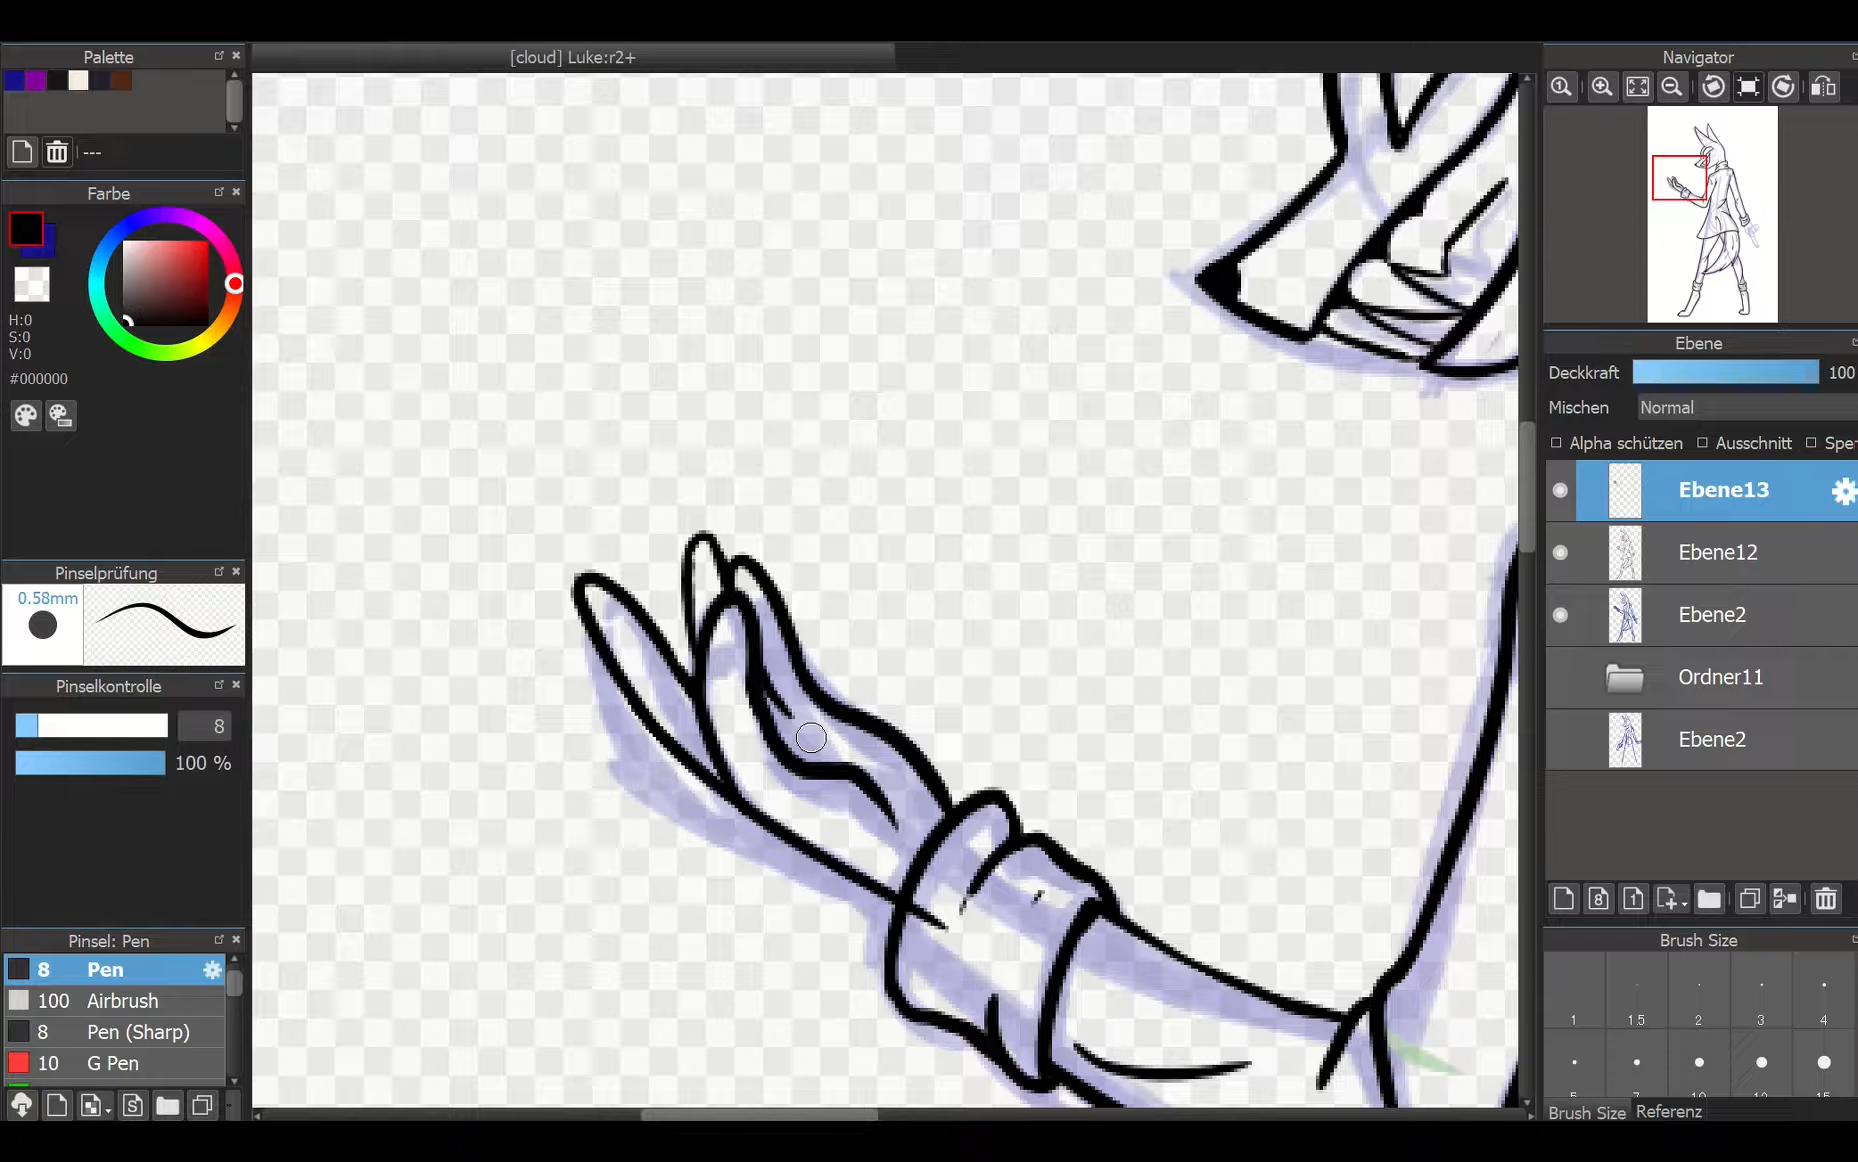 Palette
[cloud] Luke:r2+
Navigator
---
Farbe
H:0
S:0
V:0
#000000
Ebene
Deckkraft 100
Mischen Normal
Alpha schützen Ausschnitt Spe
Ebene13
Ebene12
Ebene2
Ordner11
Ebene2
Pinselprüfung
0.58mm
Pinselkontrolle
8
100 %
Pinsel: Pen
8 Pen
100 Airbrush
8 Pen (Sharp)
10 G Pen
Brush Size
1 1.5 2 3 4
Brush Size Referenz